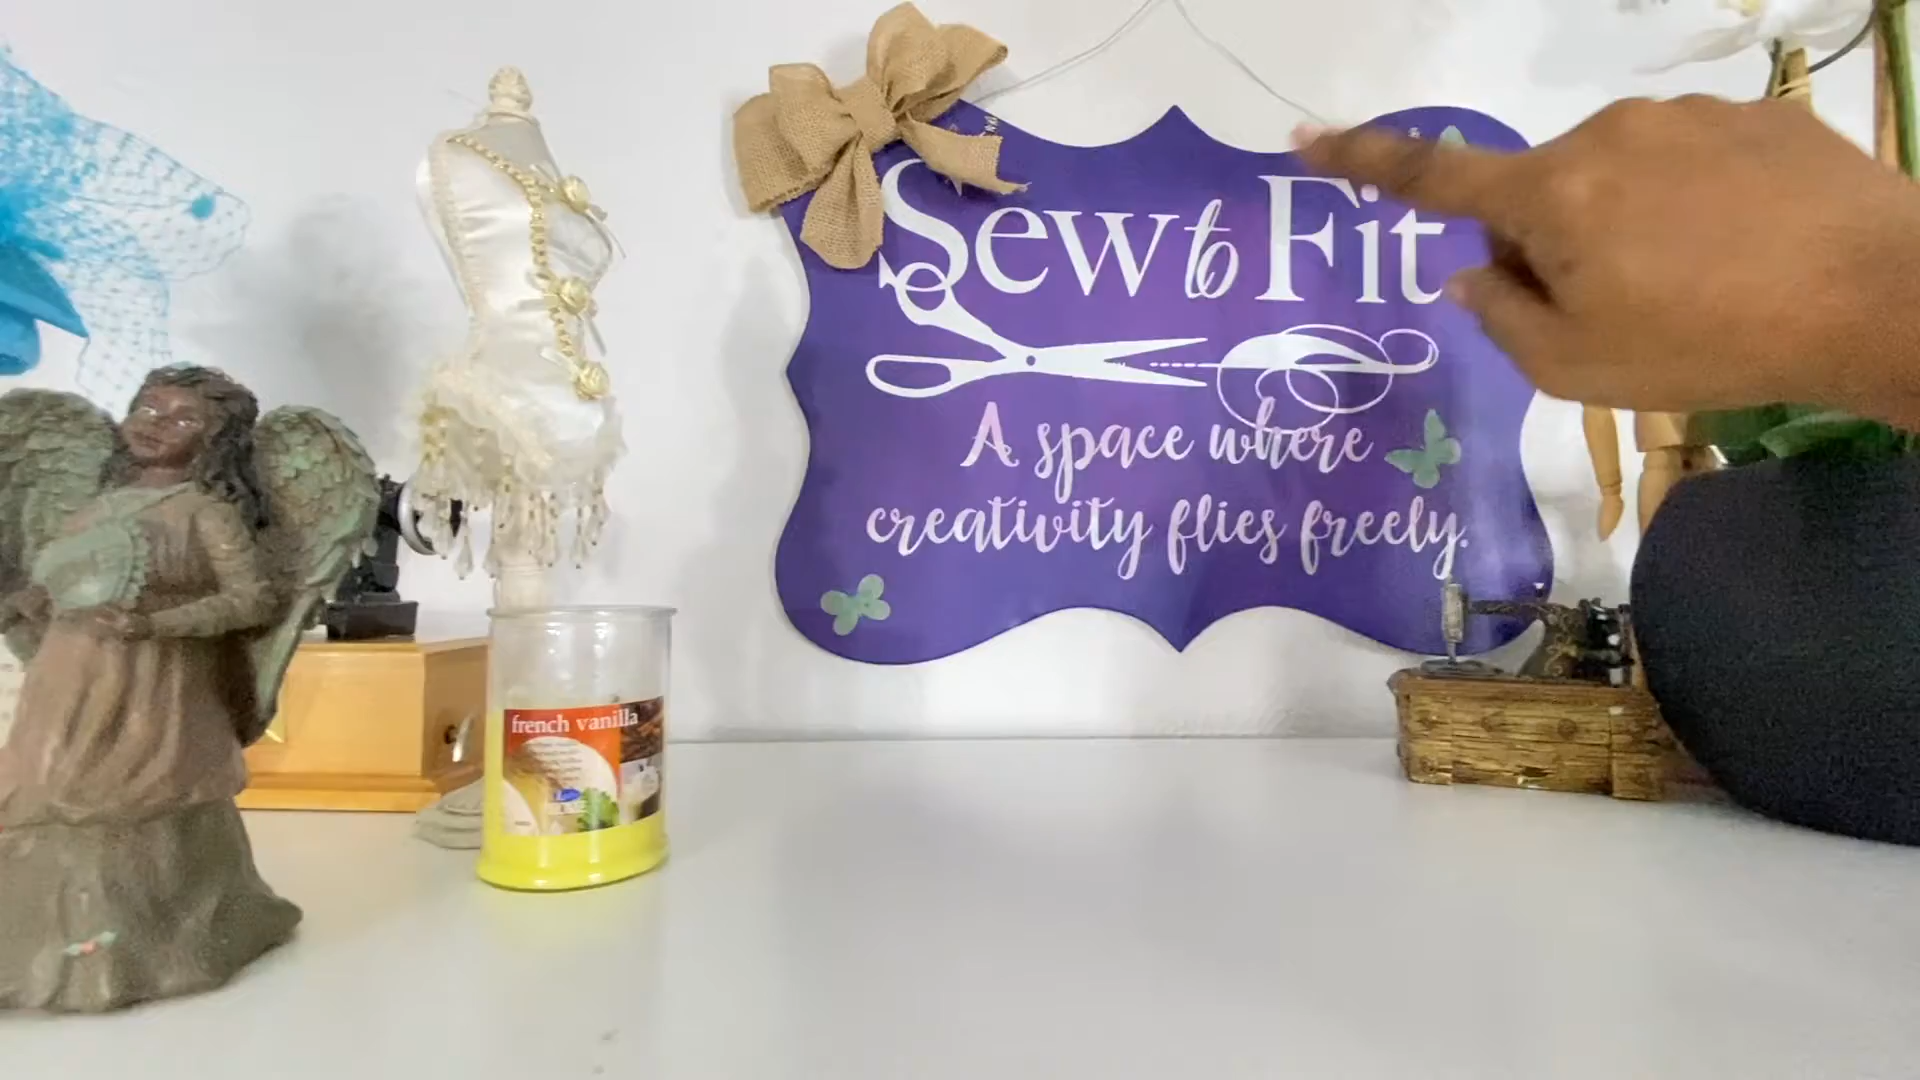 Sew to Fit
A space where
creativity flies freely.
french vanilla